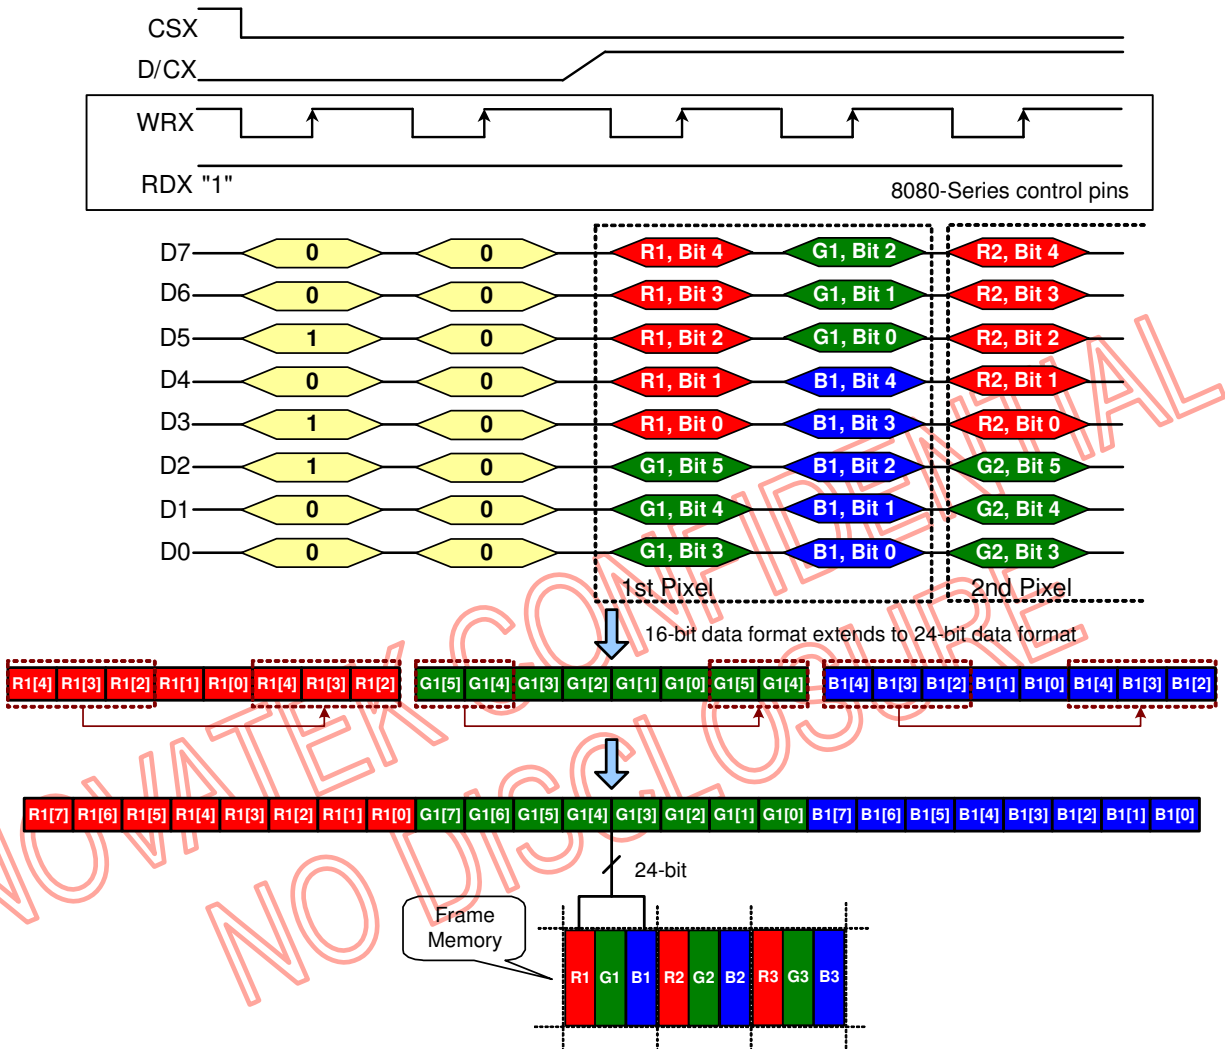 CSX
D/CX
WRX
RDX "1"
8080-Series control pins
D7 0 0 R1, Bit 4 G1, Bit 2 R2, Bit 4
D6 0 0 R1, Bit 3 G1, Bit 1 R2, Bit 3
D5 1 0 R1, Bit 2 G1, Bit 0 R2, Bit 2
D4 0 0 R1, Bit 1 B1, Bit 4 R2, Bit 1
D3 1 0 R1, Bit 0 B1, Bit 3 R2, Bit 0
D2 1 0 G1, Bit 5 B1, Bit 2 G2, Bit 5
D1 0 0 G1, Bit 4 B1, Bit 1 G2, Bit 4
D0 0 0 G1, Bit 3 B1, Bit 0 G2, Bit 3
1st Pixel 2nd Pixel
16-bit data format extends to 24-bit data format
R1[4] R1[3] R1[2] R1[1] R1[0] R1[4] R1[3] R1[2] G1[5] G1[4] G1[3] G1[2] G1[1] G1[0] G1[5] G1[4] B1[4] B1[3] B1[2] B1[1] B1[0] B1[4] B1[3] B1[2]
R1[7] R1[6] R1[5] R1[4] R1[3] R1[2] R1[1] R1[0] G1[7] G1[6] G1[5] G1[4] G1[3] G1[2] G1[1] G1[0] B1[7] B1[6] B1[5] B1[4] B1[3] B1[2] B1[1] B1[0]
24-bit
Frame
Memory
R1 G1 B1 R2 G2 B2 R3 G3 B3
NOVATEK CONFIDENTIAL
NO DISCLOSURE